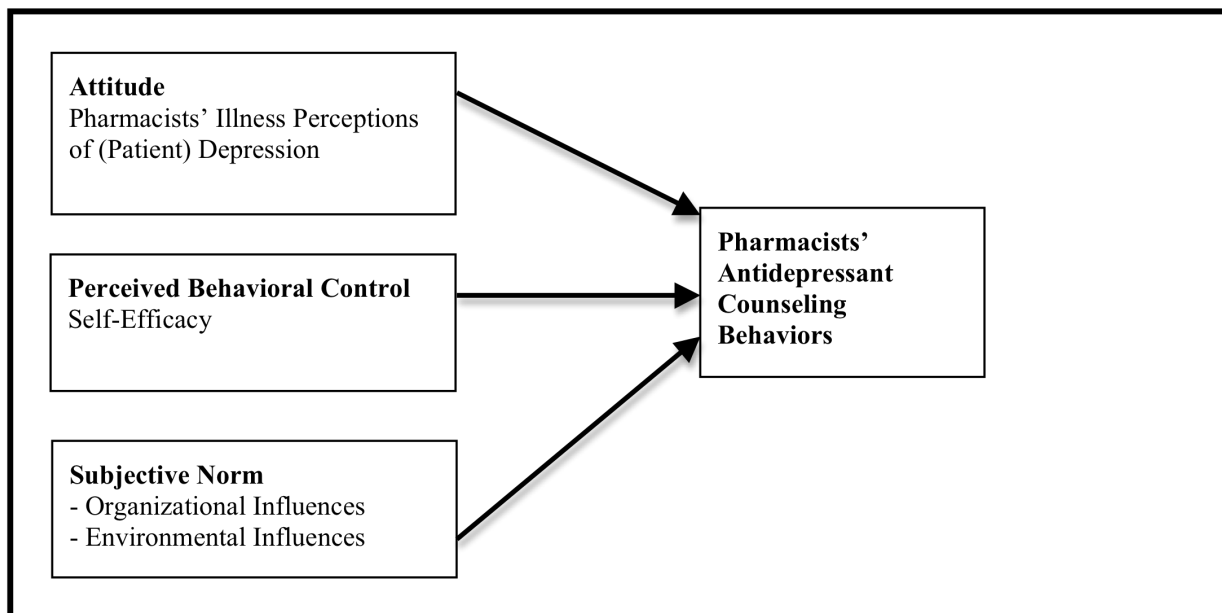 Attitude
Pharmacists’ Illness Perceptions
of (Patient) Depression
Perceived Behavioral Control
Self-Efficacy
Subjective Norm
- Organizational Influences
- Environmental Influences
Pharmacists’
Antidepressant
Counseling
Behaviors